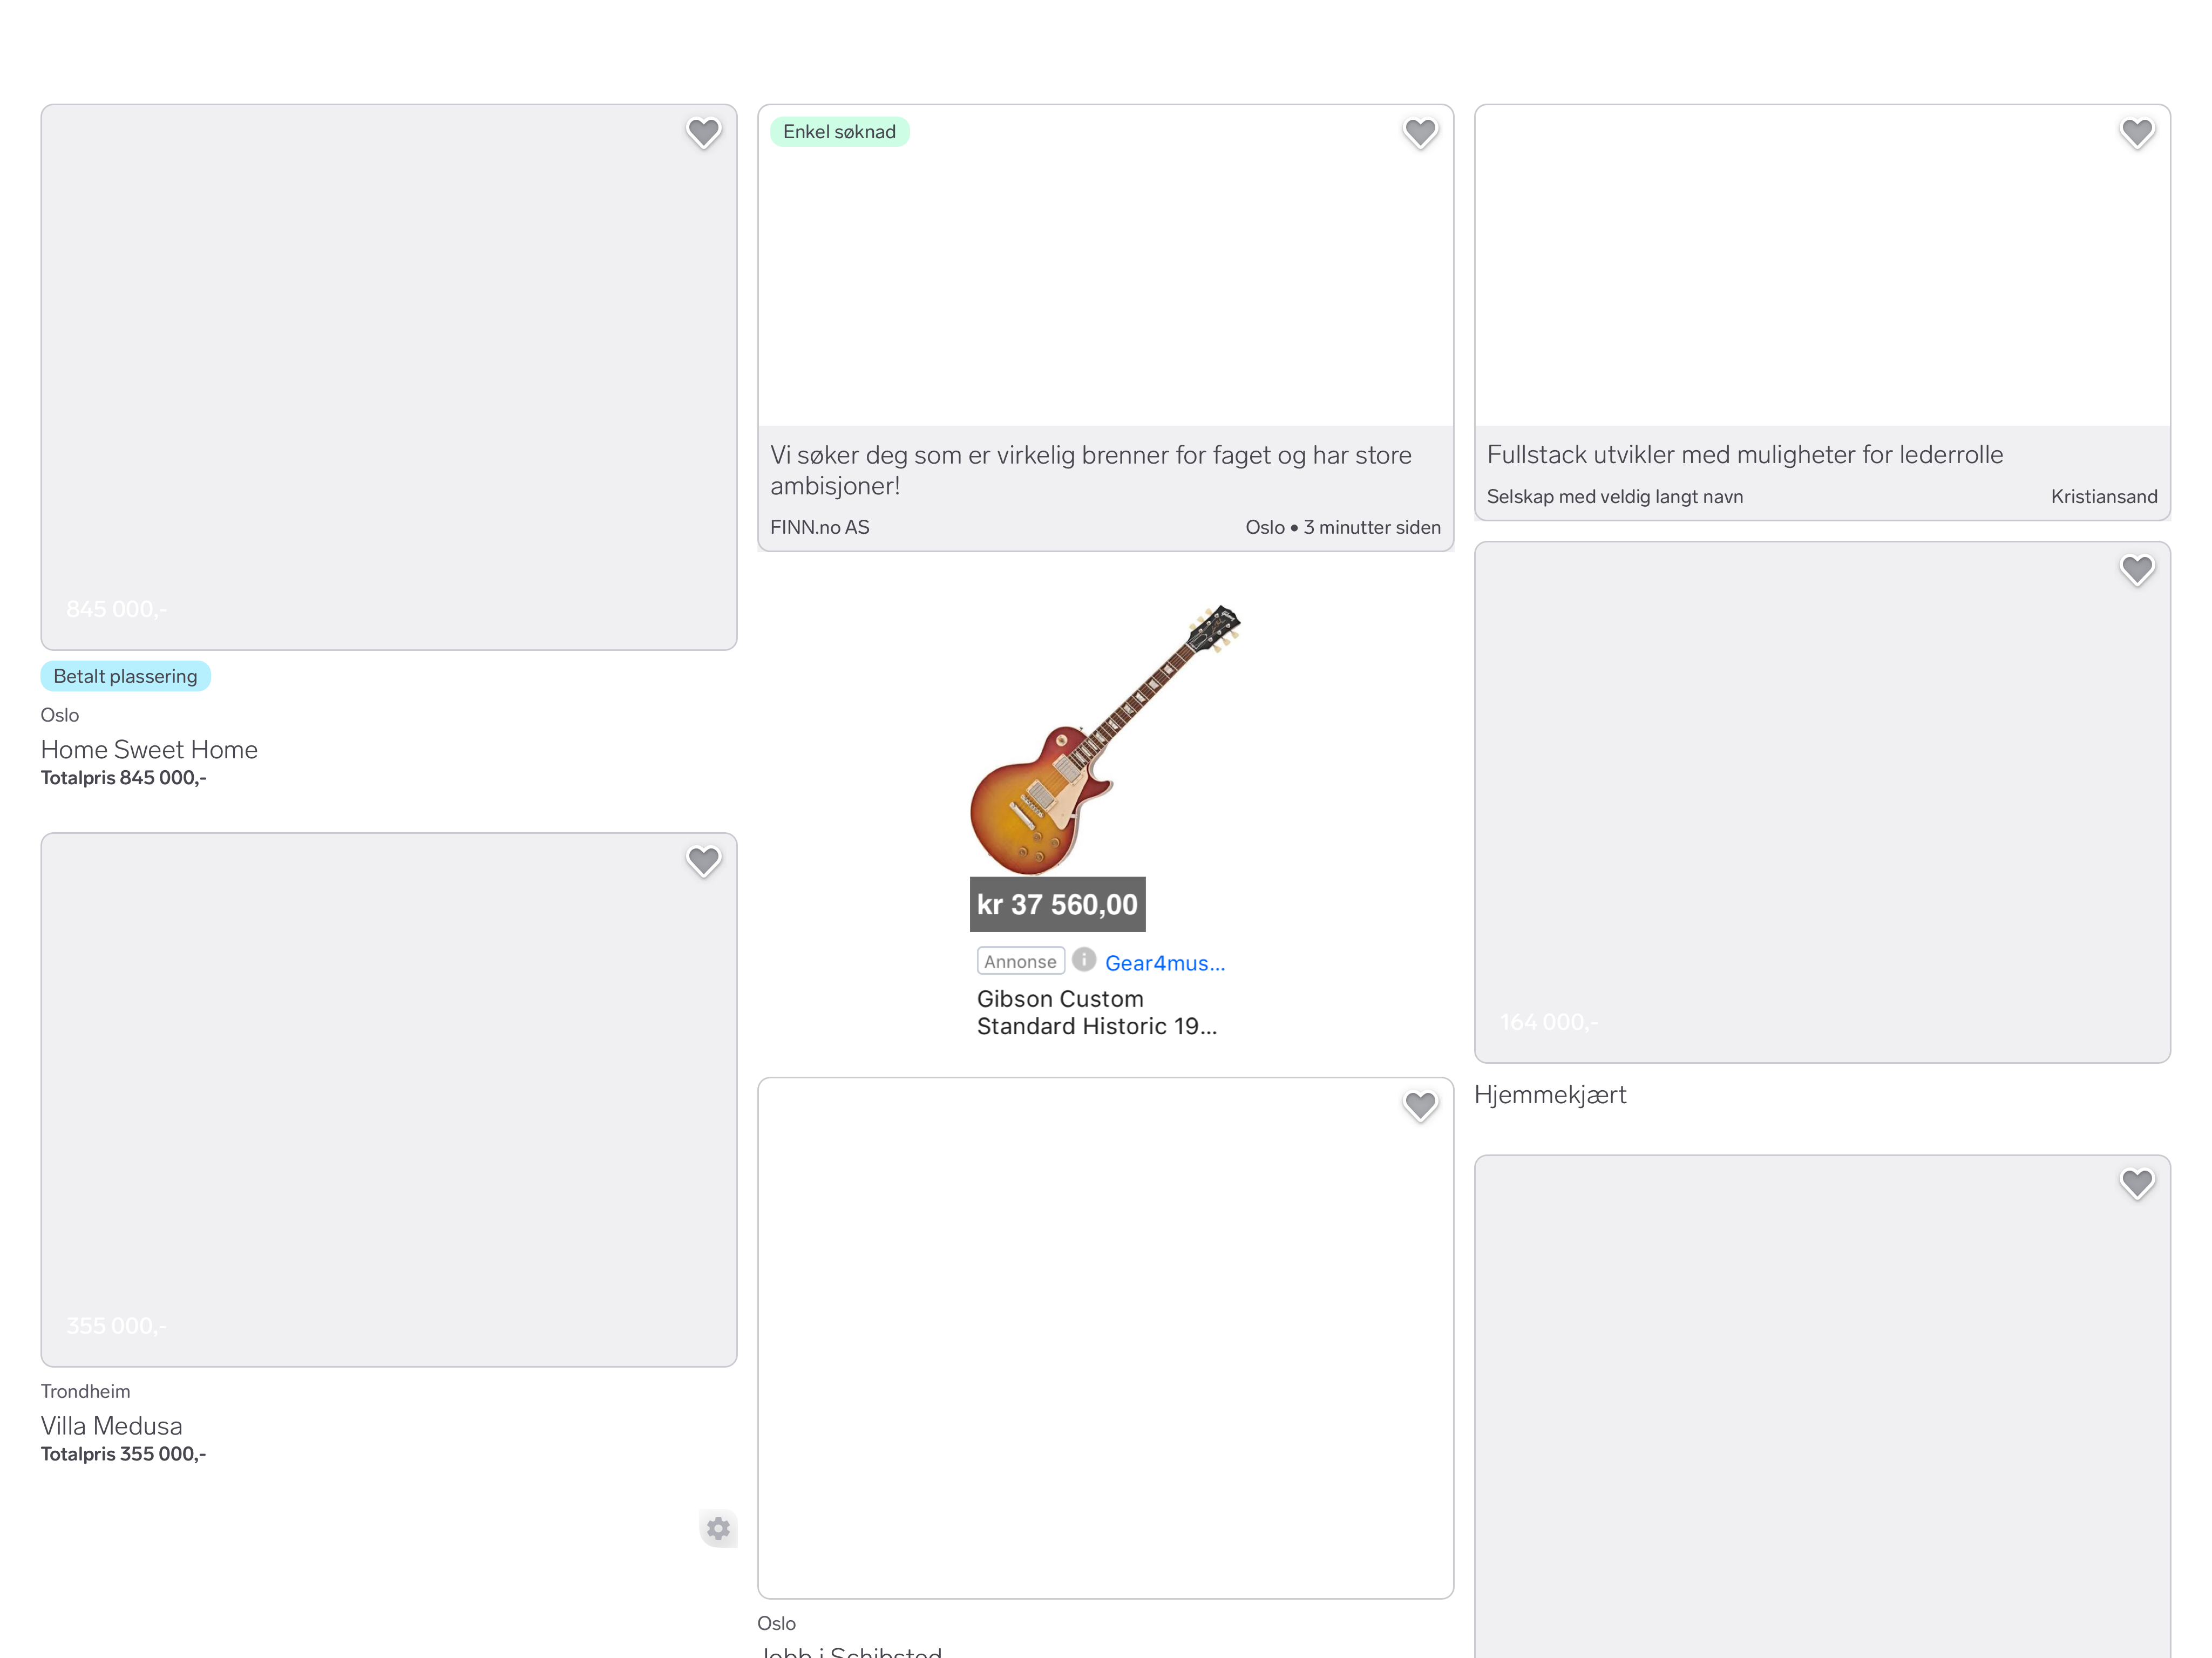 845 000,-
Betalt plassering
Oslo
Home Sweet Home
Totalpris 845 000,-
355 000,-
Trondheim
Villa Medusa
Totalpris 355 000,-
Enkel søknad
Vi søker deg som er virkelig brenner for faget og har store
ambisjoner!
FINN.no AS
Oslo • 3 minutter siden
kr 37 560,00
Annonse Gear4mus...
Gibson Custom
Standard Historic 19...
Oslo
Jobb i Schibsted
Fullstack utvikler med muligheter for lederrolle
Selskap med veldig langt navn
Kristiansand
164 000,-
Hjemmekjært